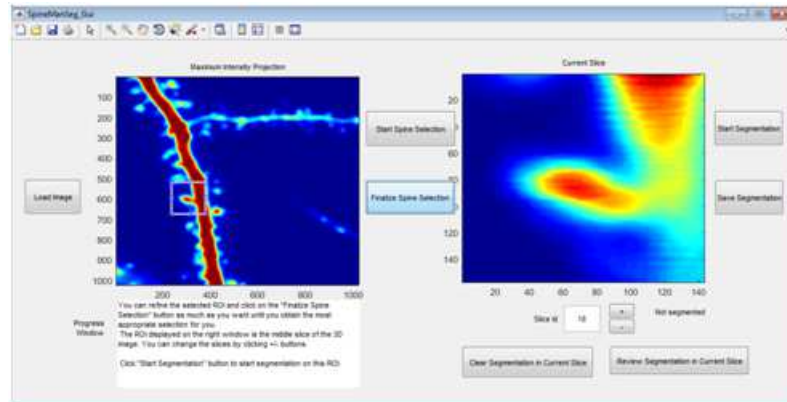 SpineManSeg_Gui
Maximum Intensity Projection
Current Slice
100
200
300
400
500
600
700
800
900
1000
200
400
600
800
1000
20
60
80
120
140
20
40
60
80
100
120
140
Load Image
Start Spine Selection
Finalize Spine Selection
Start Segmentation
Save Segmentation
Progress
Window
You can refine the selected ROI and click on the "Finalize Spine
Selection" button as much as you want until you obtain the most
appropriate selection for you.
The ROI displayed on the right window is the middle slice of the 3D
image. You can change the slices by clicking +/- buttons.
Click "Start Segmentation" button to start segmentation on this ROI
Slice id
18
+
-
Not segmented
Clear Segmentation in Current Slice
Review Segmentation in Current Slice